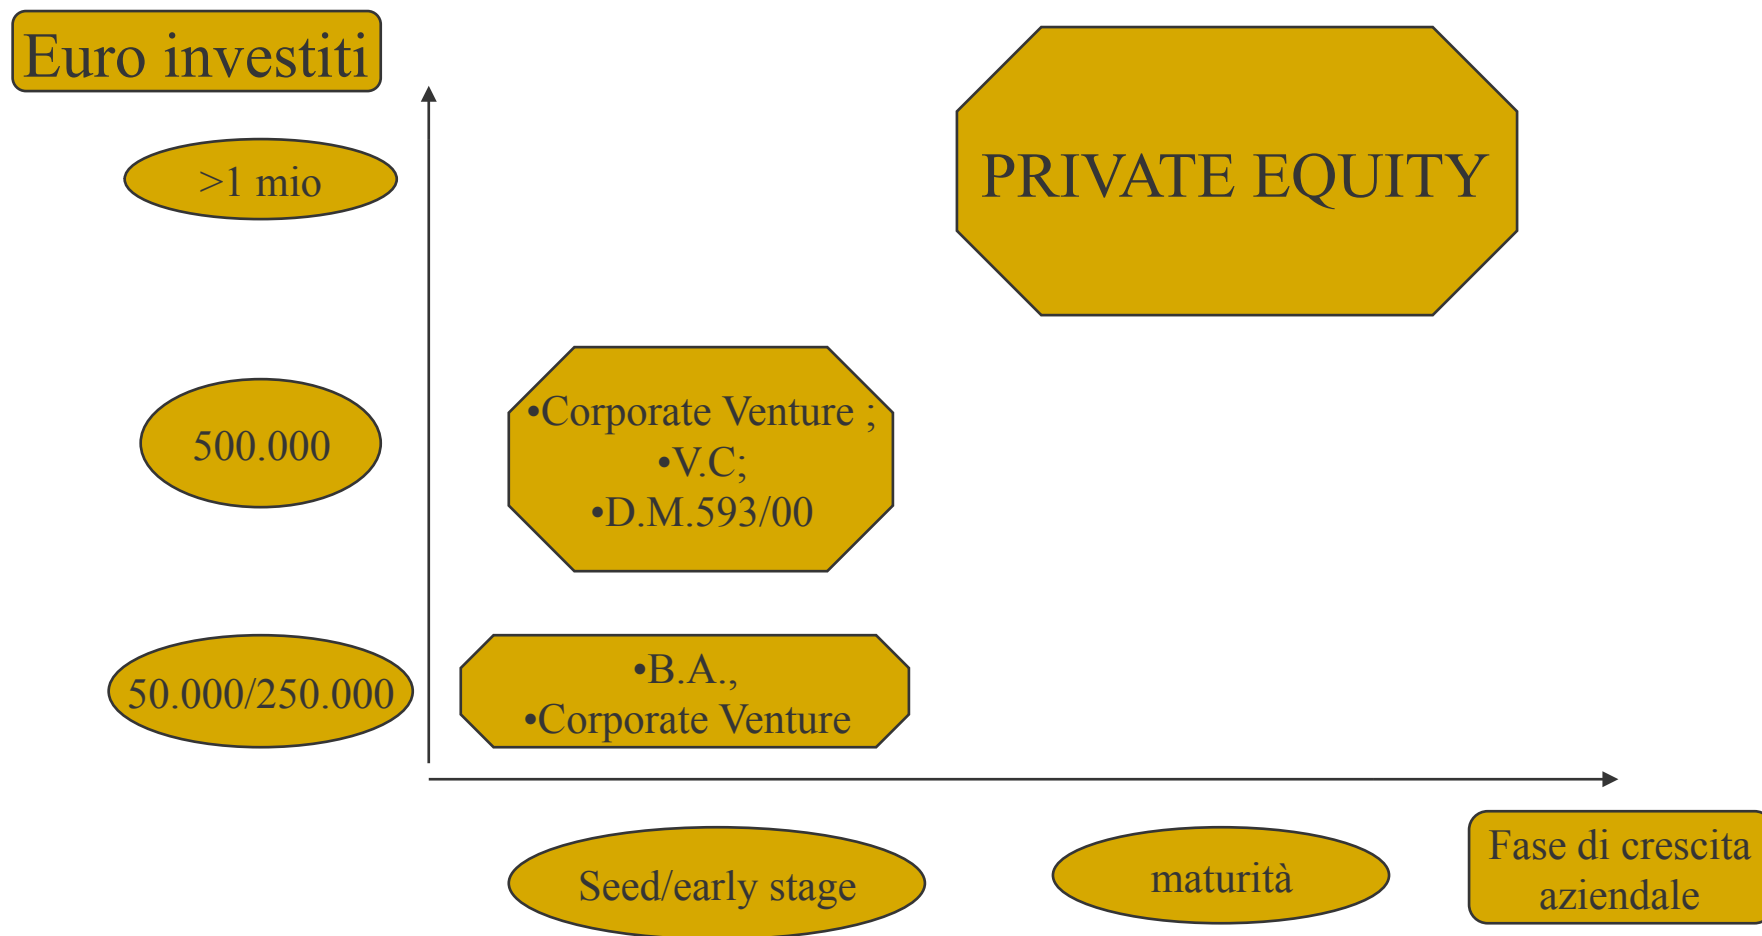 Euro investiti
>1 mio
PRIVATE EQUITY
500.000
•Corporate Venture ;
•V.C;
•D.M.593/00
50.000/250.000
•B.A.,
•Corporate Venture
Seed/early stage
maturità
Fase di crescita
aziendale